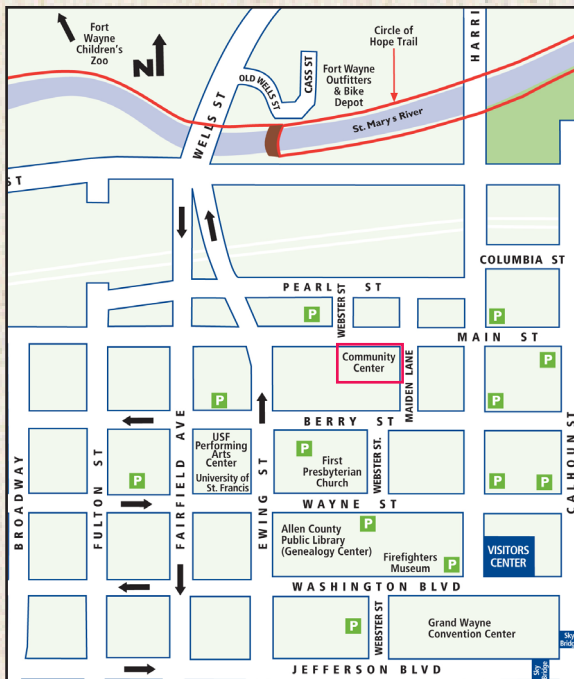 Fort
Wayne
Children's
Zoo
N
WELLS ST
OLD WELLS ST
CASS ST
Circle of
Hope Trail
Fort Wayne
Outfitters
& Bike
Depot
HARRI
St. Mary's River
ST
COLUMBIA ST
PEARL ST
P
WEBSTER ST
P
MAIN ST
Community
Center
MAIDEN LANE
P
P
P
BERRY ST
BROADWAY
FULTON ST
FAIRFIELD AVE
EWING ST
CALHOUN ST
USF
Performing
Arts
Center
University of
St. Francis
P
First
Presbyterian
Church
WEBSTER ST.
P
P
P
WAYNE ST
Allen County
Public Library
(Genealogy Center)
P
Firefighters
Museum
P
VISITORS
CENTER
WASHINGTON BLVD
P
WEBSTER ST
Grand Wayne
Convention Center
Sky
Bridge
JEFFERSON BLVD
Sky
Bridge